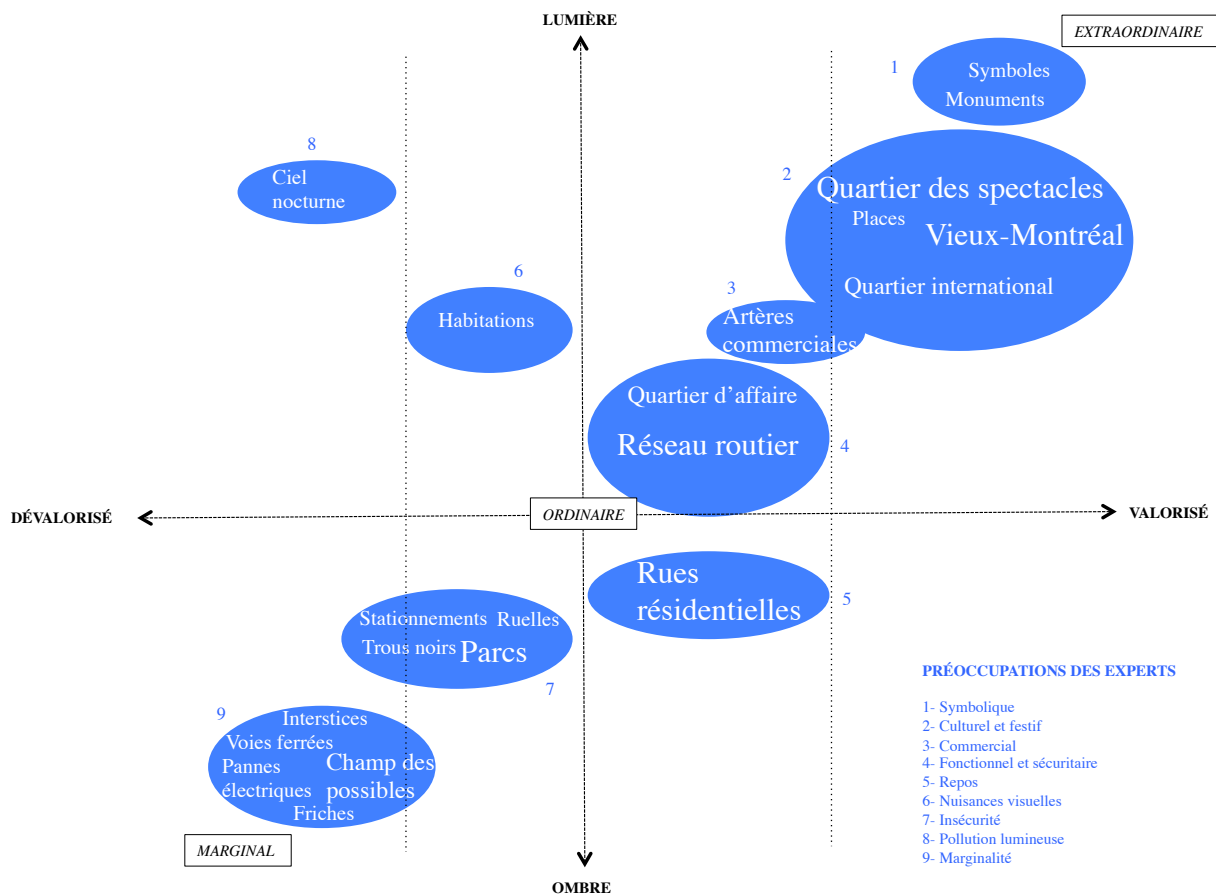 LUMIÈRE
EXTRAORDINAIRE
1
Symboles
Monuments
8
Ciel
nocturne
2
Quartier des spectacles
Places
Vieux-Montréal
Quartier international
6
Habitations
3
Artères
commerciales
Quartier d’affaire
Réseau routier
4
DÉVALORISÉ
ORDINAIRE
VALORISÉ
Rues
résidentielles
5
Stationnements
Ruelles
Trous noirs
Parcs
7
9
Interstices
Voies ferrées
Pannes
électriques
Champ des
possibles
Friches
MARGINAL
OMBRE
PRÉOCCUPATIONS DES EXPERTS
1- Symbolique
2- Culturel et festif
3- Commercial
4- Fonctionnel et sécuritaire
5- Repos
6- Nuisances visuelles
7- Insécurité
8- Pollution lumineuse
9- Marginalité